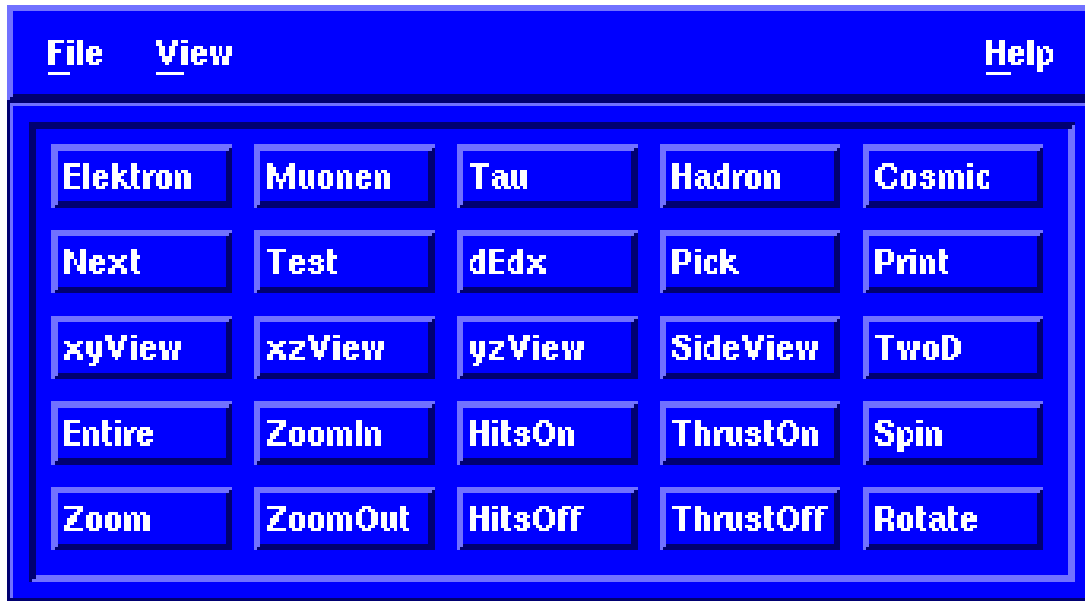 File View Help
Elektron Muonen Tau Hadron Cosmic
Next Test dEdx Pick Print
xyView xzView yzView SideView TwoD
Entire ZoomIn HitsOn ThrustOn Spin
Zoom ZoomOut HitsOff ThrustOff Rotate